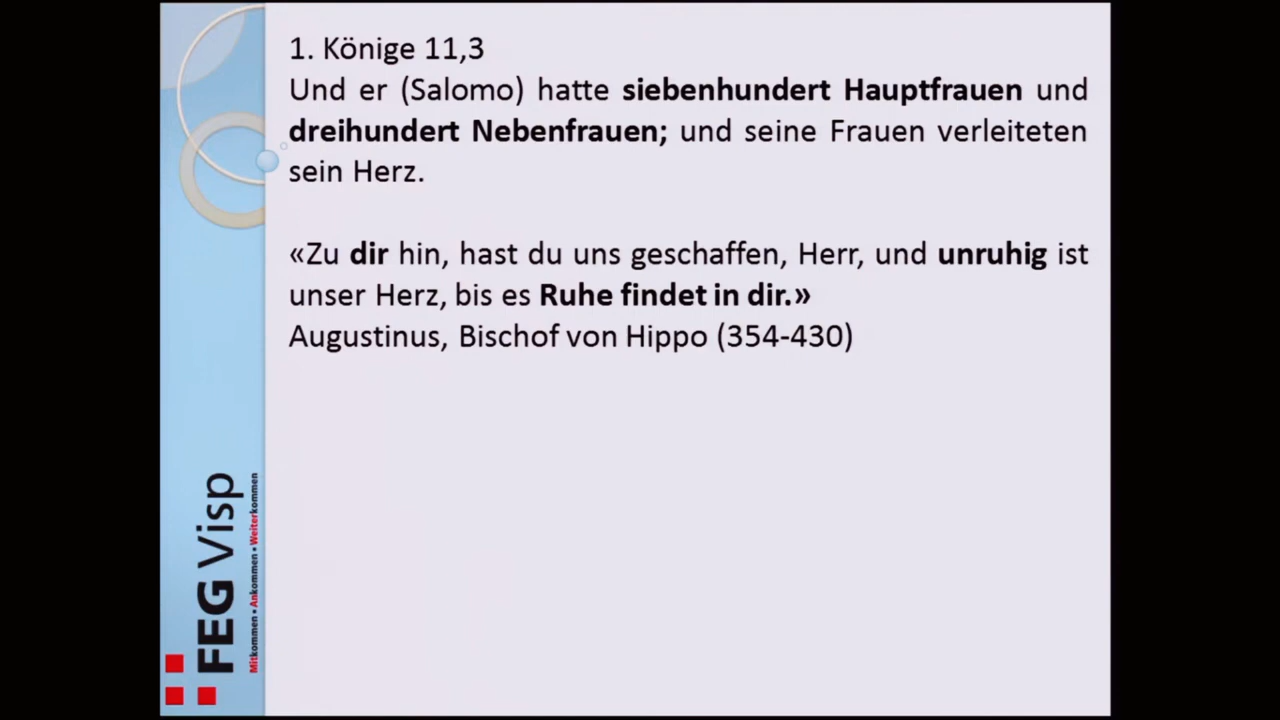 1. Könige 11,3
Und er (Salomo) hatte siebenhundert Hauptfrauen und
dreihundert Nebenfrauen; und seine Frauen verleiteten
sein Herz.
«Zu dir hin, hast du uns geschaffen, Herr, und unruhig ist
unser Herz, bis es Ruhe findet in dir.»
Augustinus, Bischof von Hippo (354-430)
FEG Visp
Mitkommen • Ankommen • Weiterkommen